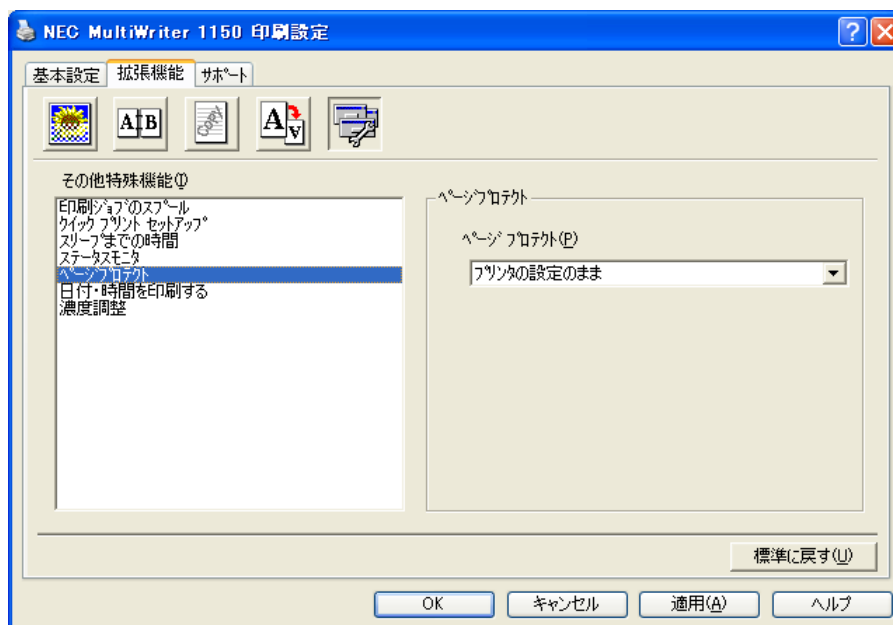 NEC MultiWriter 1150 印刷設定
基本設定 拡張機能 ｻﾎﾟｰﾄ
A B copy A A
その他特殊機能(I)
印刷ｼﾞｮﾌﾞのｽﾌﾟｰﾙ
ｸｲｯｸ ﾌﾟﾘﾝﾄ ｾｯﾄｱｯﾌﾟ
ｽﾘｰﾌﾟまでの時間
ｽﾃｰﾀｽﾓﾆﾀ
ﾍﾟｰｼﾞﾌﾟﾛﾃｸﾄ
日付・時間を印刷する
濃度調整
ﾍﾟｰｼﾞﾌﾟﾛﾃｸﾄ
ﾍﾟｰｼﾞ ﾌﾟﾛﾃｸﾄ(P)
ﾌﾟﾘﾝﾀの設定のまま
標準に戻す(U)
OK キャンセル 適用(A) ヘルプ